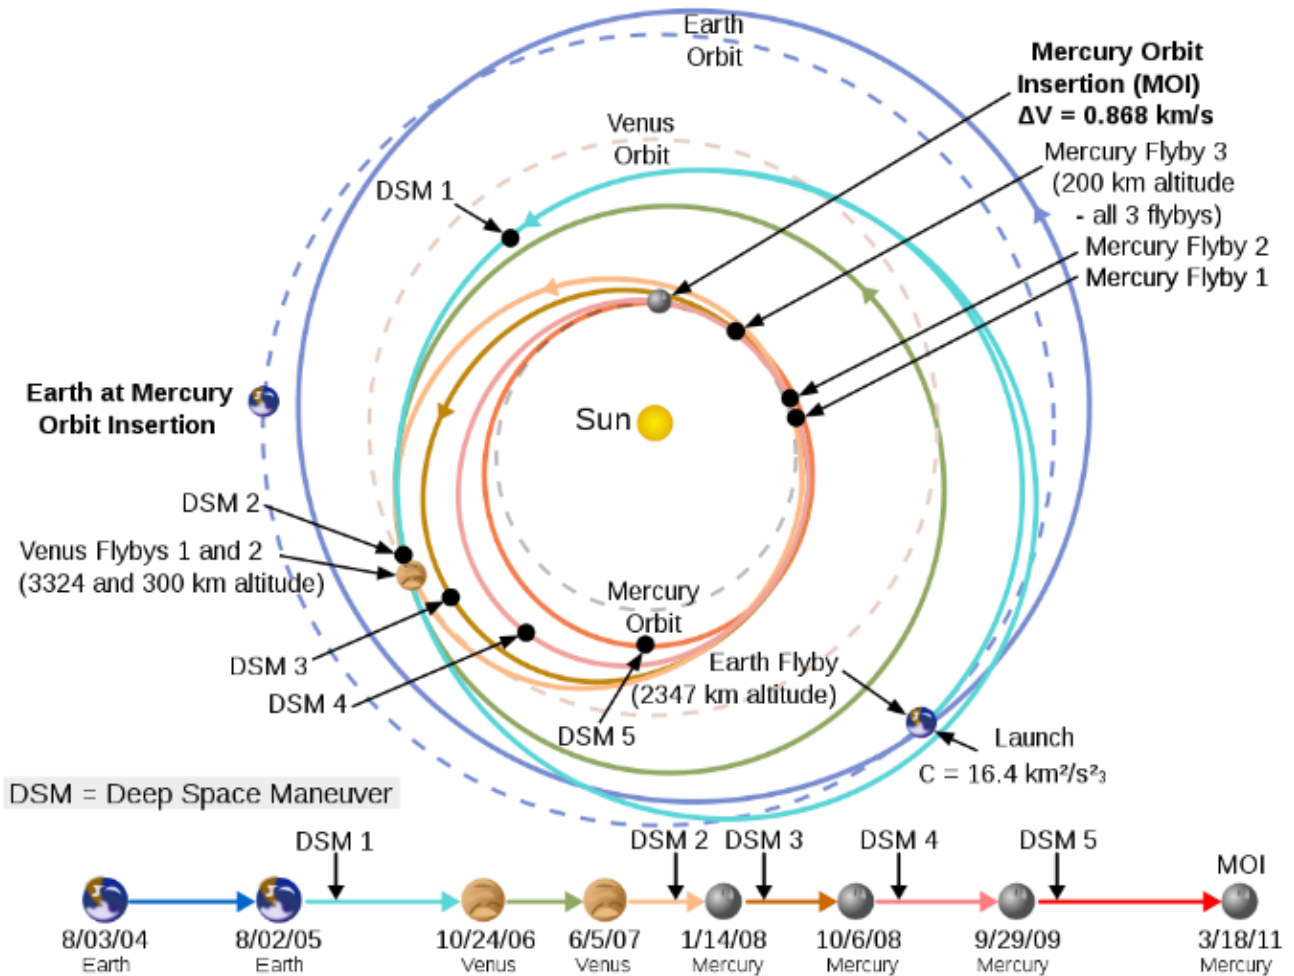 Earth
Orbit
Mercury Orbit
Insertion (MOI)
ΔV = 0.868 km/s
Venus
Orbit
Mercury Flyby 3
(200 km altitude
- all 3 flybys)
DSM 1
Mercury Flyby 2
Mercury Flyby 1
Earth at Mercury
Orbit Insertion
Sun
DSM 2
Venus Flybys 1 and 2
(3324 and 300 km altitude)
Mercury
Orbit
DSM 3
DSM 4
Earth Flyby
(2347 km altitude)
DSM 5
Launch
C = 16.4 km²/s²₃
DSM = Deep Space Maneuver
DSM 1
DSM 2
DSM 3
DSM 4
DSM 5
MOI
8/03/04
8/02/05
10/24/06
6/5/07
1/14/08
10/6/08
9/29/09
3/18/11
Earth
Earth
Venus
Venus
Mercury
Mercury
Mercury
Mercury